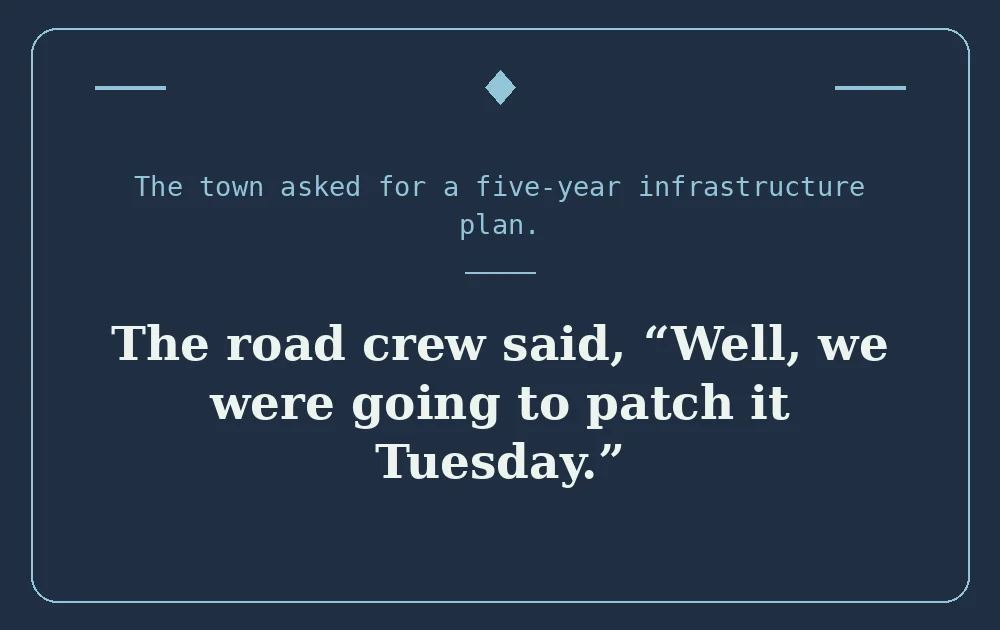 The town asked for a five-year infrastructure
plan.
The road crew said, “Well, we
were going to patch it
Tuesday.”